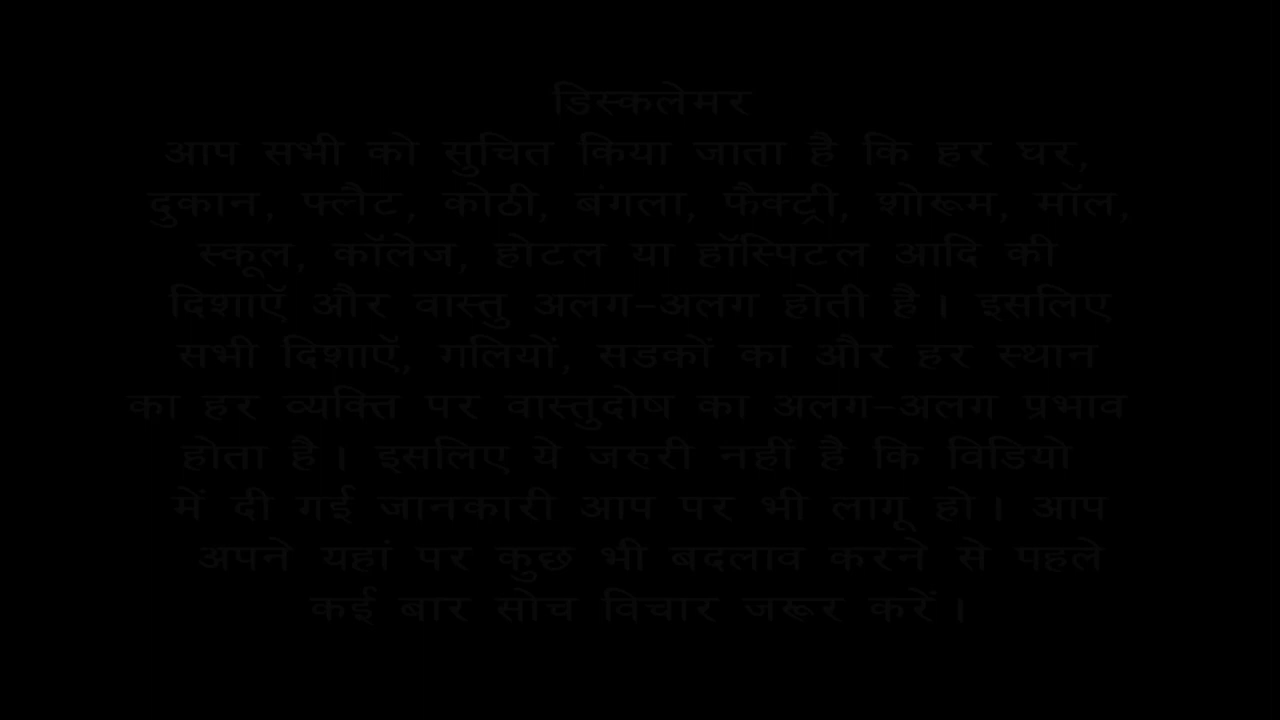 डिस्कलेमर
आप सभी को सुचित किया जाता है कि हर घर,
दुकान, फ्लैट, कोठी, बंगला, फैक्ट्री, शोरूम, मॉल,
स्कूल, कॉलेज, होटल या हॉस्पिटल आदि की
दिशाएॅ और वास्तु अलग–अलग होती है। इसलिए
सभी दिशाएॅ, गलियों, सडकों का और हर स्थान
का हर व्यक्ति पर वास्तुदोष का अलग–अलग प्रभाव
होता है। इसलिए ये जरुरी नहीं है कि विडियो
में दी गई जानकारी आप पर भी लागू हो। आप
अपने यहां पर कुछ भी बदलाव करने से पहले
कई बार सोच विचार जरूर करें।